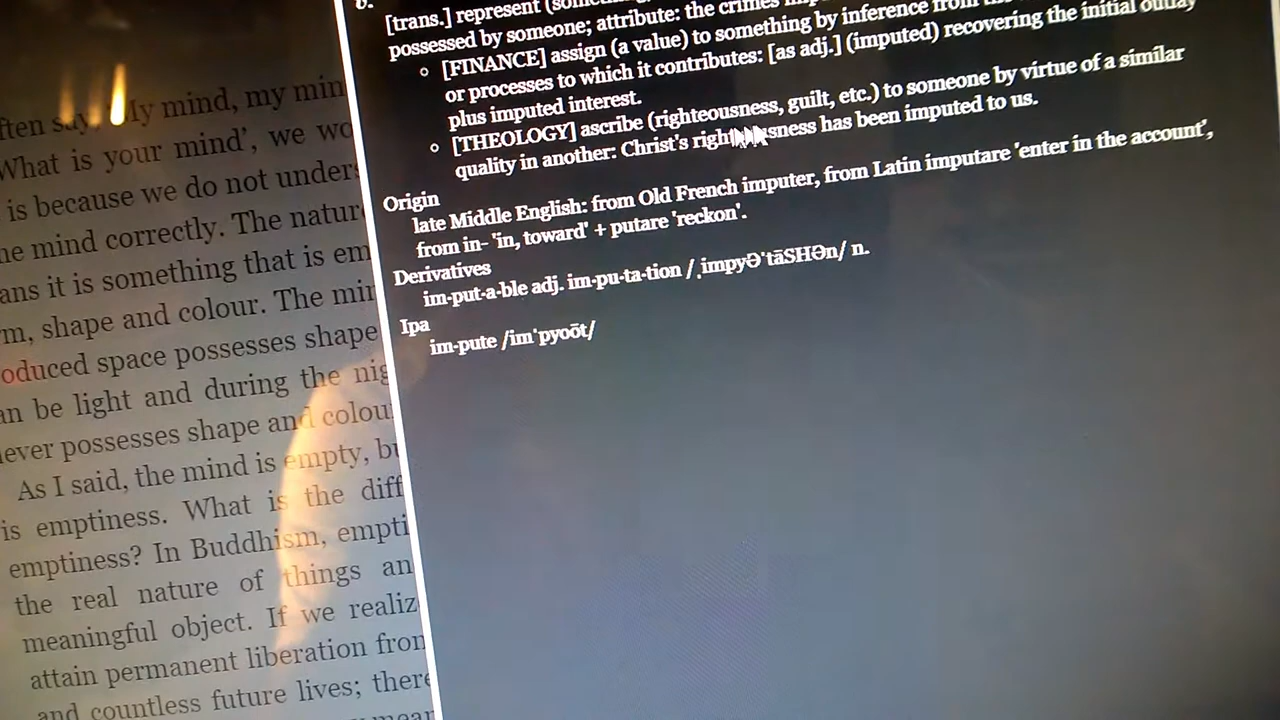 often say, 'My mind, my min
What is your mind', we wo
is because we do not unders
he mind correctly. The natur
ans it is something that is em
rm, shape and colour. The min
oduced space possesses shape
an be light and during the nig
ever possesses shape and colou
As I said, the mind is empty, bu
is emptiness. What is the diff
emptiness? In Buddhism, empti
the real nature of things an
meaningful object. If we realiz
attain permanent liberation from
and countless future lives; there
mean
v.
[trans.] represent
possessed by someone; attribute: the crimes
[FINANCE] assign (a value) to something by inference from
or processes to which it contributes: [as adj.] (imputed) recovering the initial outlay
plus imputed interest.
[THEOLOGY] ascribe (righteousness, guilt, etc.) to someone by virtue of a similar
quality in another: Christ's righteousness has been imputed to us.
Origin
late Middle English: from Old French imputer, from Latin imputare 'enter in the account',
from in- 'in, toward' + putare 'reckon'.
Derivatives
im-put-a-ble adj. im-pu-ta-tion /ˌimpyəˈtāSHən/ n.
Ipa
im-pute /imˈpyo͞ot/